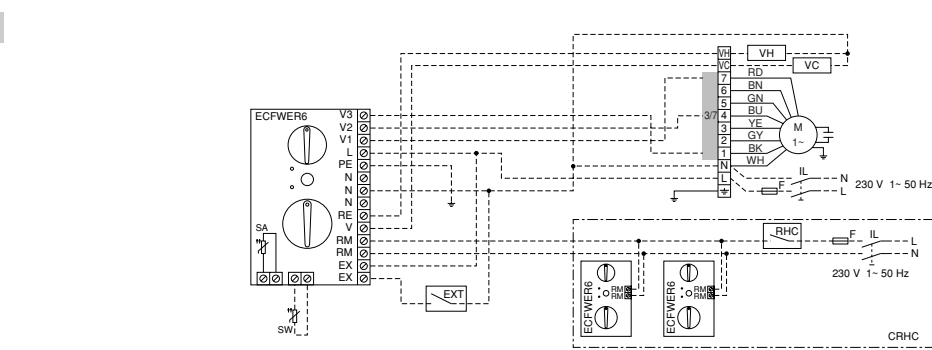 ECFWER6
V3
V2
V1
L
PE
N
N
N
RE
V
RM
RM
EX
EX
SA
SW
EXT
VH
VC
7
6
5
4
3
2
1
N
L
3/7
VH
VC
RD
BN
GN
BU
YE
GY
BK
WH
M
1~
IL
F
N
L
230 V 1~ 50 Hz
RHC
F
IL
L
N
230 V 1~ 50 Hz
ECFWER6
RM
RM
ECFWER6
RM
RM
CRHC